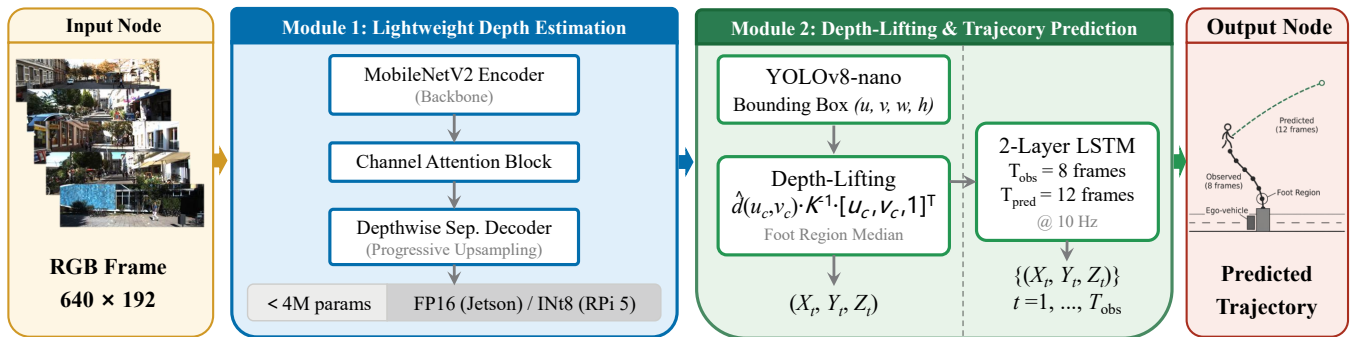 Input Node
RGB Frame
640 × 192
Module 1: Lightweight Depth Estimation
MobileNetV2 Encoder
(Backbone)
Channel Attention Block
Depthwise Sep. Decoder
(Progressive Upsampling)
< 4M params
FP16 (Jetson) / INt8 (RPi 5)
Module 2: Depth-Lifting & Trajecory Prediction
YOLOv8-nano
Bounding Box (u, v, w, h)
Depth-Lifting
d̂(u_c,v_c)·K⁻¹·[u_c,v_c,1]ᵀ
Foot Region Median
(X_t, Y_t, Z_t)
2-Layer LSTM
T_obs = 8 frames
T_pred = 12 frames
@ 10 Hz
{(X_t, Y_t, Z_t)}
t =1, ..., T_obs
Output Node
Predicted
(12 frames)
Observed
(8 frames)
Foot Region
Ego-vehicle
Predicted
Trajectory